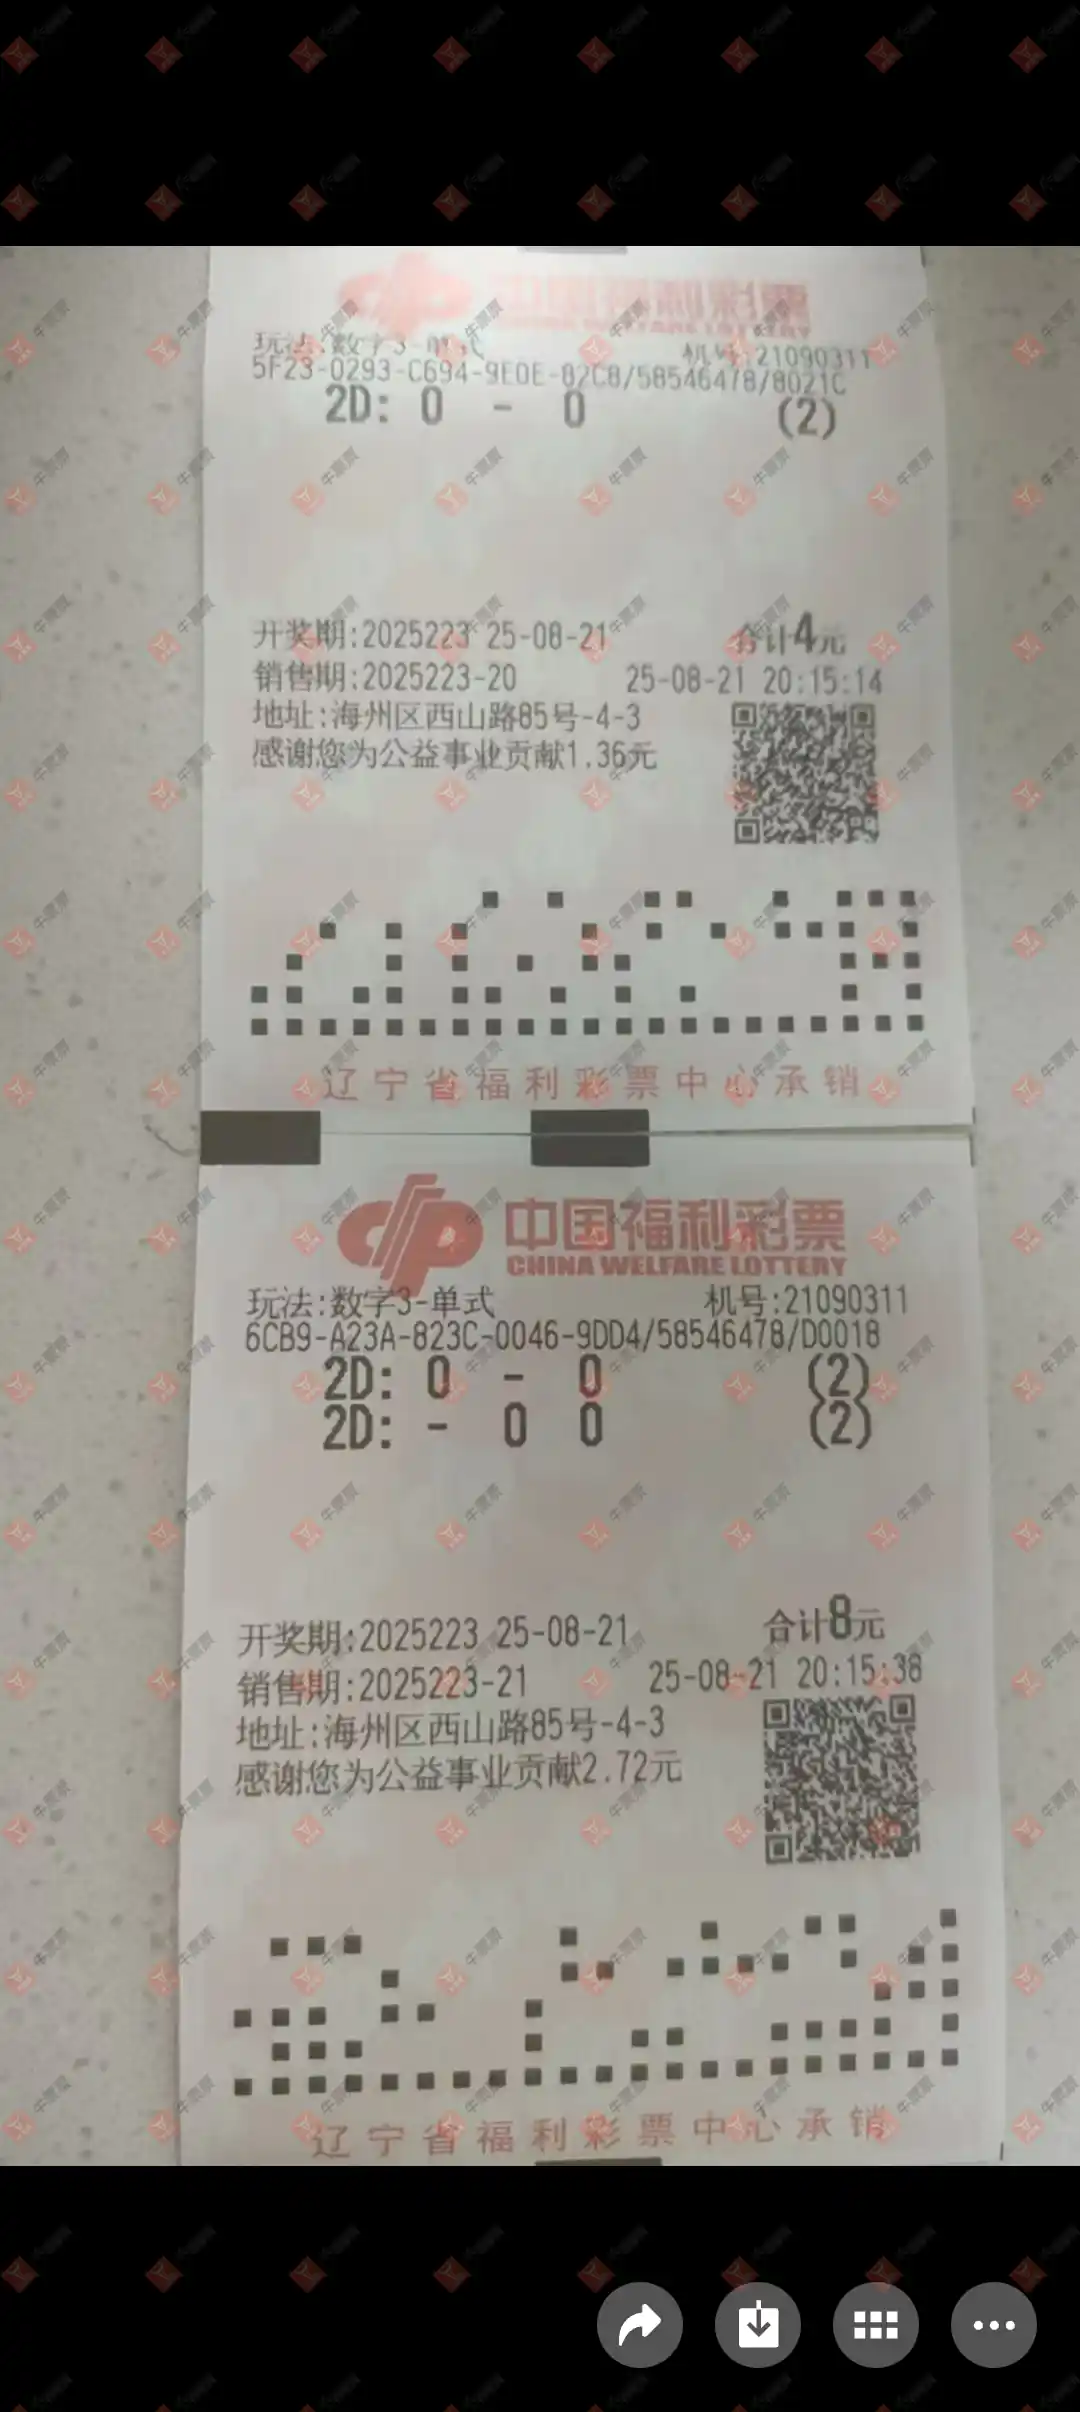 玩法:数字3-单式 机号:21090311
5F23-0293-C694-9E0E-82C8/58546478/8021C
2D: 0 - 0 (2)
开奖期:2025223 25-08-21 合计4元
销售期:2025223-20 25-08-21 20:15:14
地址:海州区西山路85号-4-3
感谢您为公益事业贡献1.36元
辽宁省福利彩票中心承销
中国福利彩票
CHINA WELFARE LOTTERY
玩法:数字3-单式 机号:21090311
6CB9-A23A-823C-0046-9DD4/58546478/D0018
2D: 0 - 0 (2)
2D: - 0 0 (2)
开奖期:2025223 25-08-21 合计8元
销售期:2025223-21 25-08-21 20:15:38
地址:海州区西山路85号-4-3
感谢您为公益事业贡献2.72元
辽宁省福利彩票中心承销
牛票票